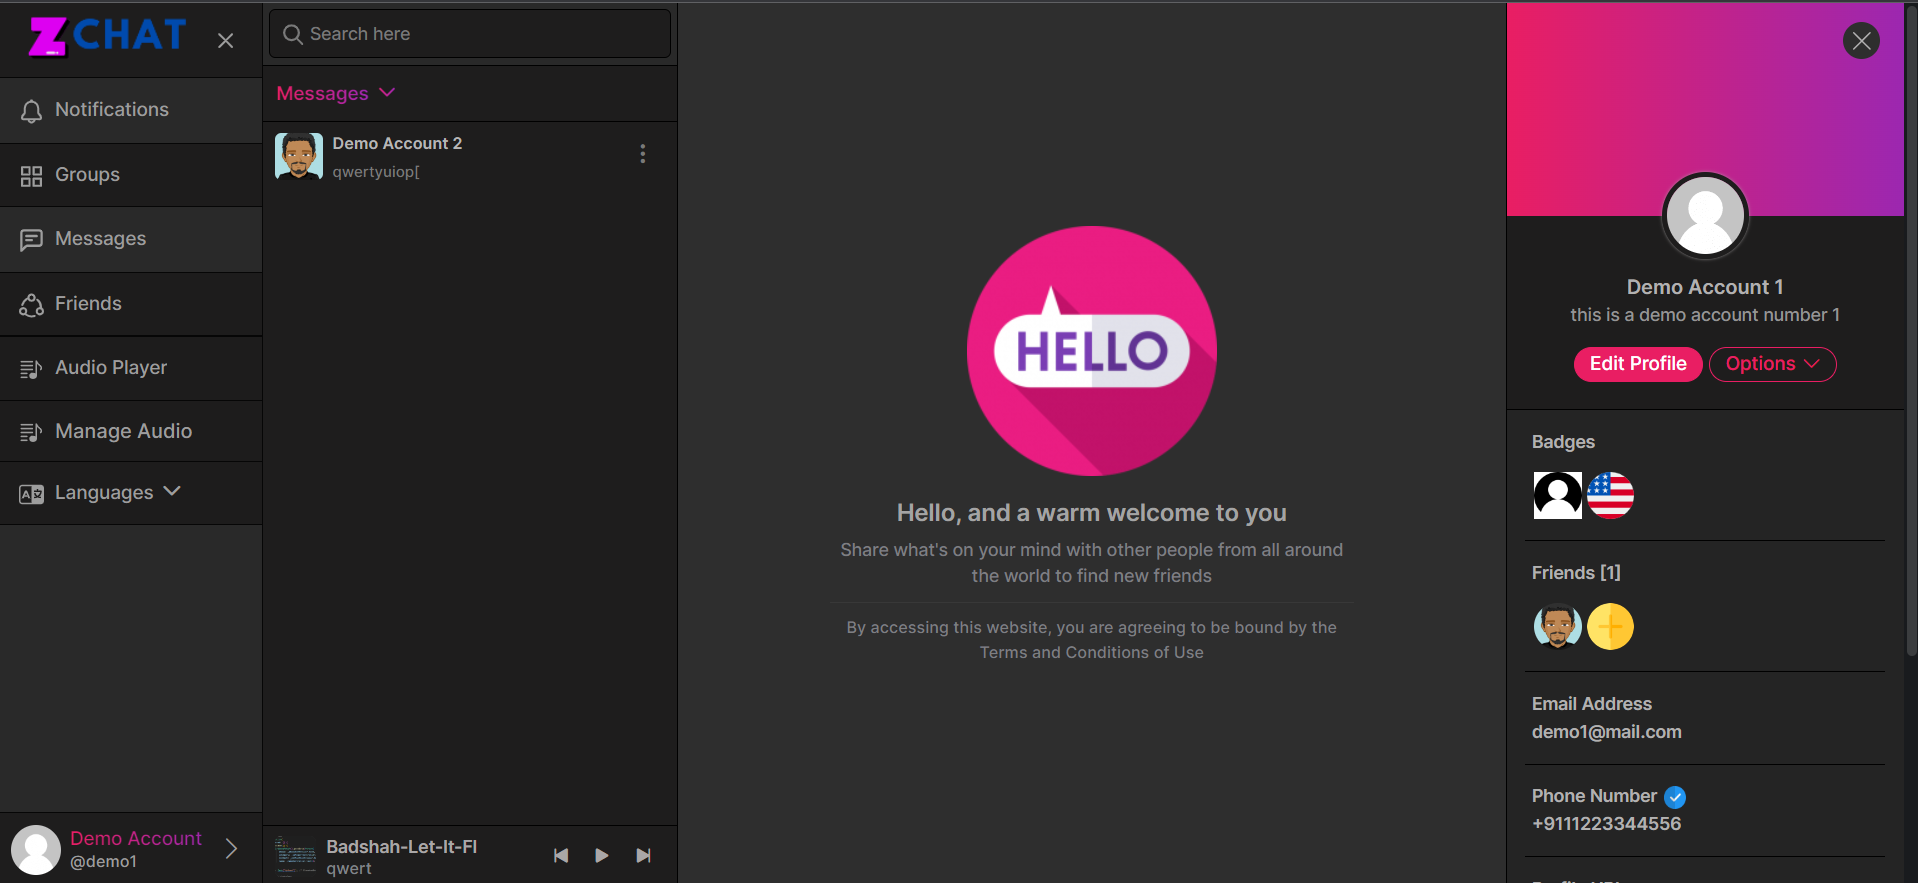 ZCHAT
Notifications
Groups
Messages
Friends
Audio Player
Manage Audio
Languages
Demo Account
@demo1
Search here
Messages
Demo Account 2
qwertyuiop[
Badshah-Let-It-Fl
qwert
HELLO
Hello, and a warm welcome to you
Share what's on your mind with other people from all around
the world to find new friends
By accessing this website, you are agreeing to be bound by the
Terms and Conditions of Use
Demo Account 1
this is a demo account number 1
Edit Profile
Options
Badges
Friends [1]
Email Address
demo1@mail.com
Phone Number
+9111223344556